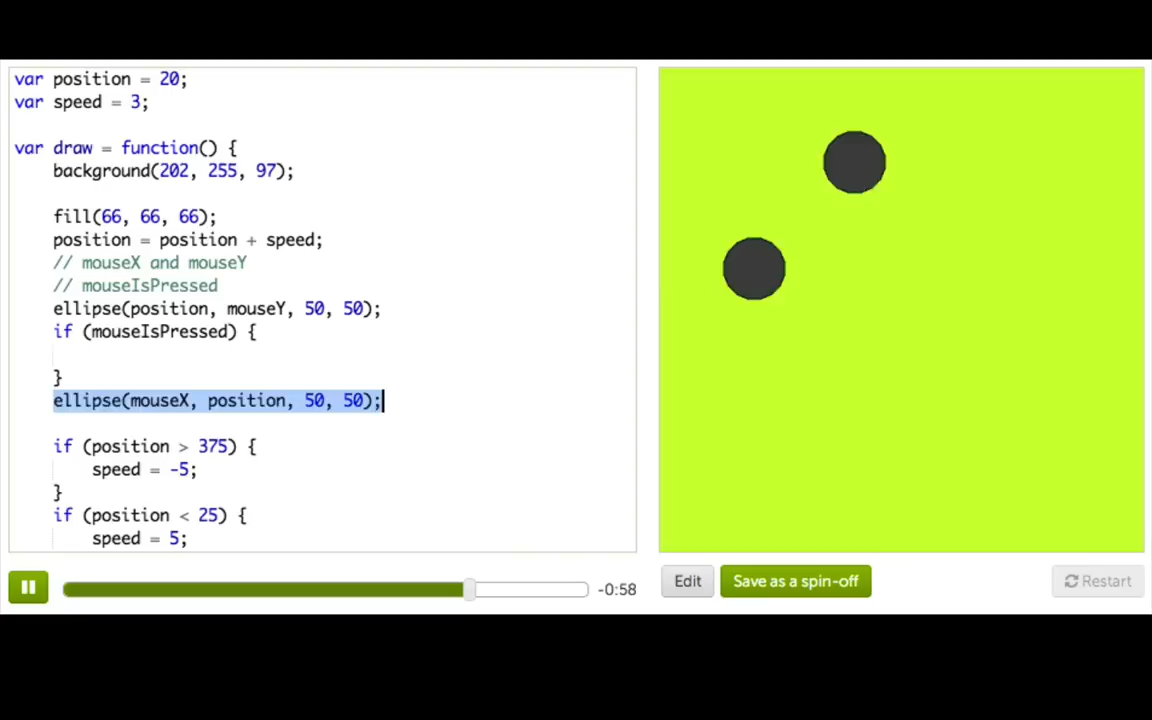 var position = 20;
var speed = 3;
var draw = function() {
background(202, 255, 97);
fill(66, 66, 66);
position = position + speed;
// mouseX and mouseY
// mouseIsPressed
ellipse(position, mouseY, 50, 50);
if (mouseIsPressed) {
}
ellipse(mouseX, position, 50, 50);
if (position > 375) {
speed = -5;
}
if (position < 25) {
speed = 5;
-0:58
Edit
Save as a spin-off
Restart